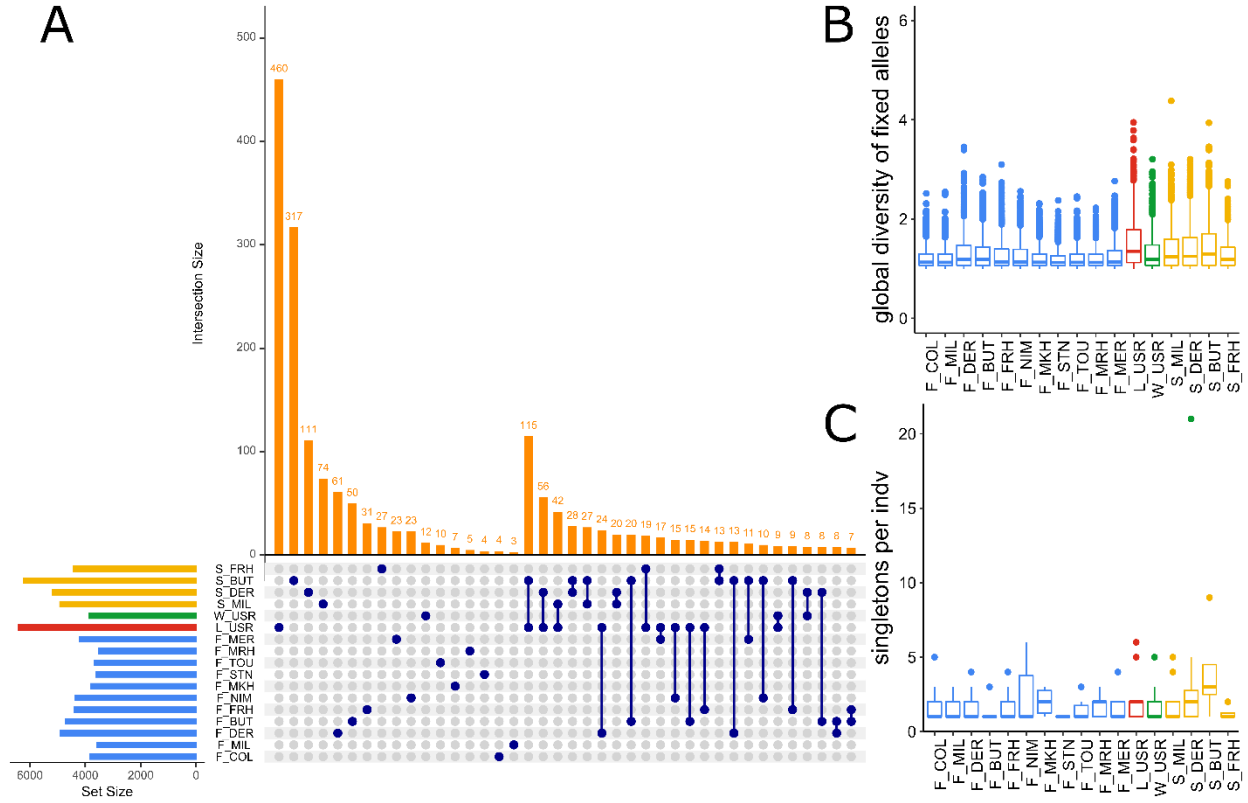 A
500
400
300
200
100
0
Intersection Size
460
317
111
74
61
50
31
27
23
23
12
10
7
5
4
4
3
115
56
42
28
27
24
20
20
19
17
15
15
14
13
13
11
10
9
9
8
8
8
7
S_FRH
S_BUT
S_DER
S_MIL
W_USR
L_USR
F_MER
F_MRH
F_TOU
F_STN
F_MKH
F_NIM
F_FRH
F_BUT
F_DER
F_MIL
F_COL
6000 4000 2000 0
Set Size
B
6
4
2
0
global diversity of fixed alleles
F_COL
F_MIL
F_DER
F_BUT
F_FRH
F_NIM
F_MKH
F_STN
F_TOU
F_MRH
F_MER
L_USR
W_USR
S_MIL
S_DER
S_BUT
S_FRH
C
20
15
10
5
0
singletons per indv
F_COL
F_MIL
F_DER
F_BUT
F_FRH
F_NIM
F_MKH
F_STN
F_TOU
F_MRH
F_MER
L_USR
W_USR
S_MIL
S_DER
S_BUT
S_FRH